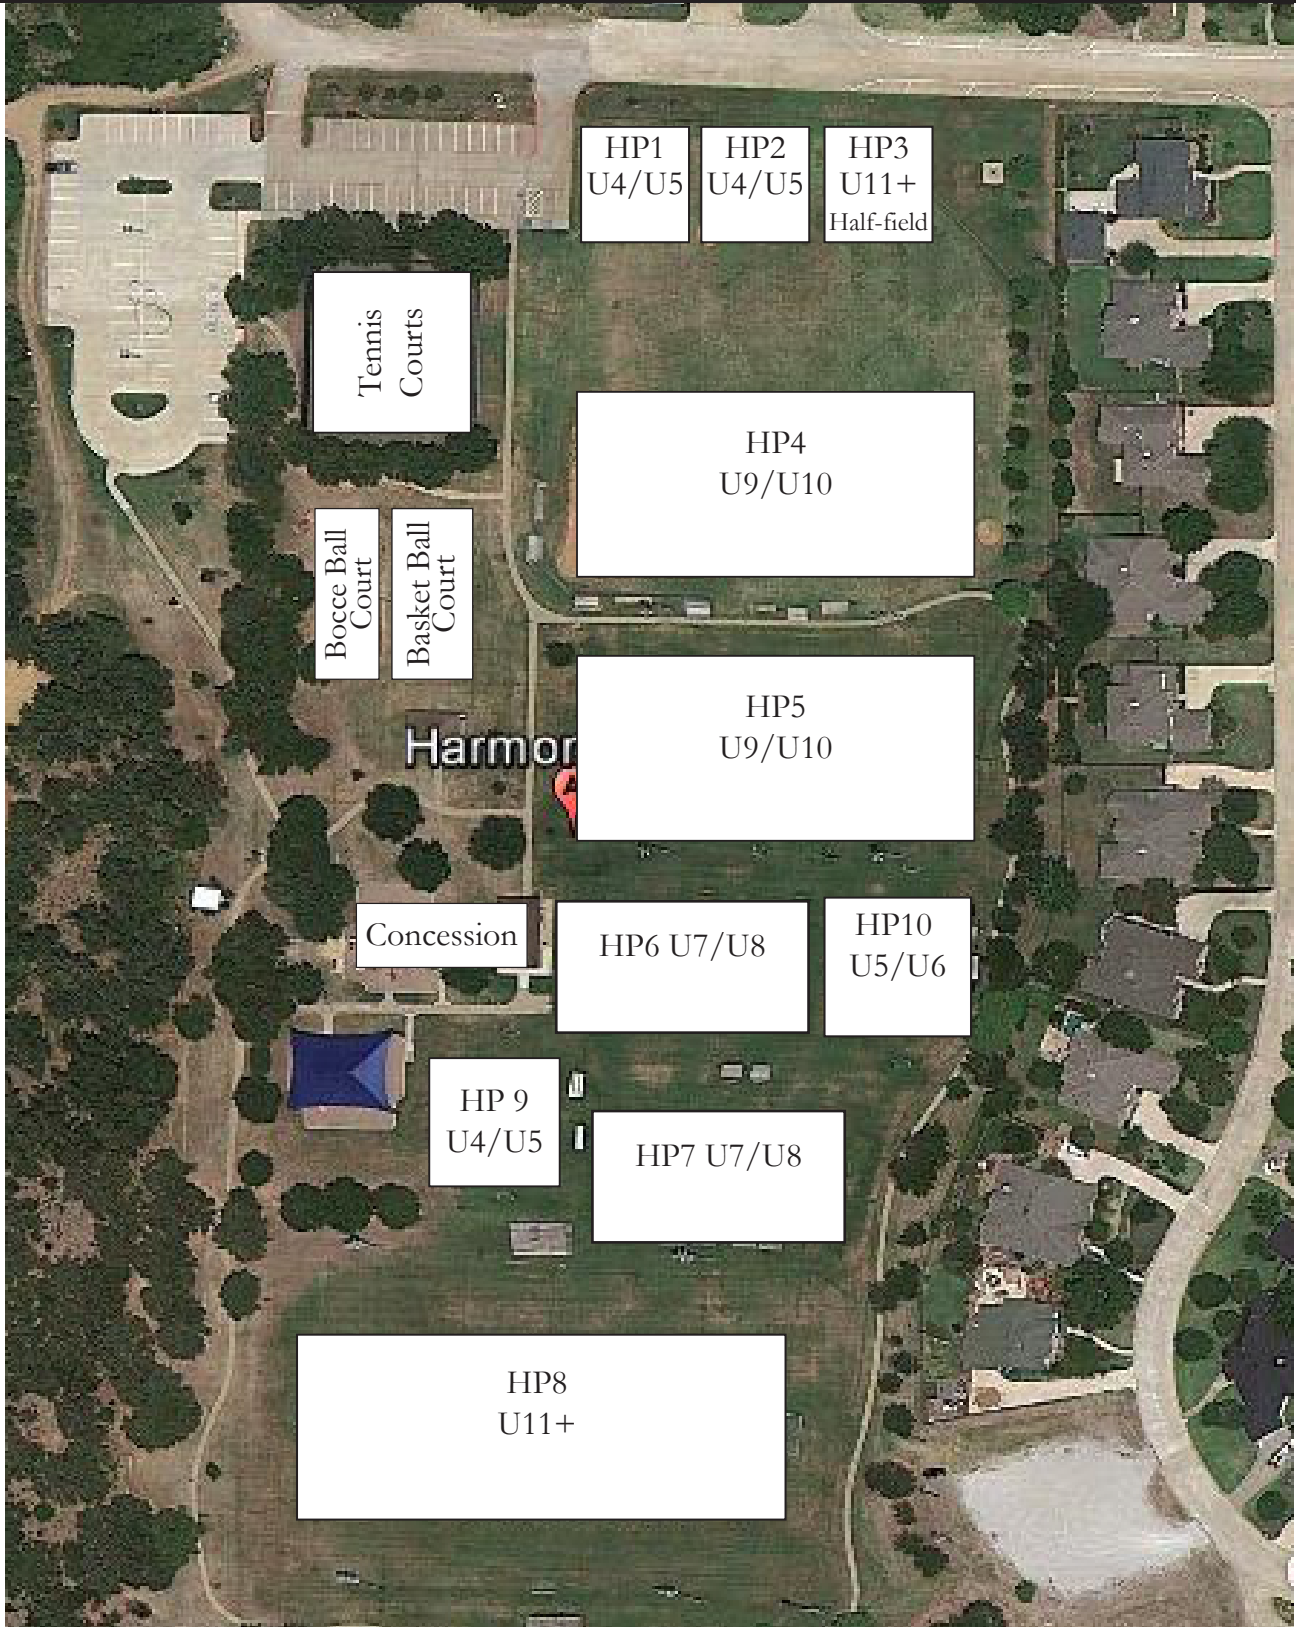 HP1
U4/U5
HP2
U4/U5
HP3
U11+
Half-field
Tennis
Courts
HP4
U9/U10
Bocce Ball
Court
Basket Ball
Court
HP5
U9/U10
Harmon
Concession
HP6 U7/U8
HP10
U5/U6
HP 9
U4/U5
HP7 U7/U8
HP8
U11+